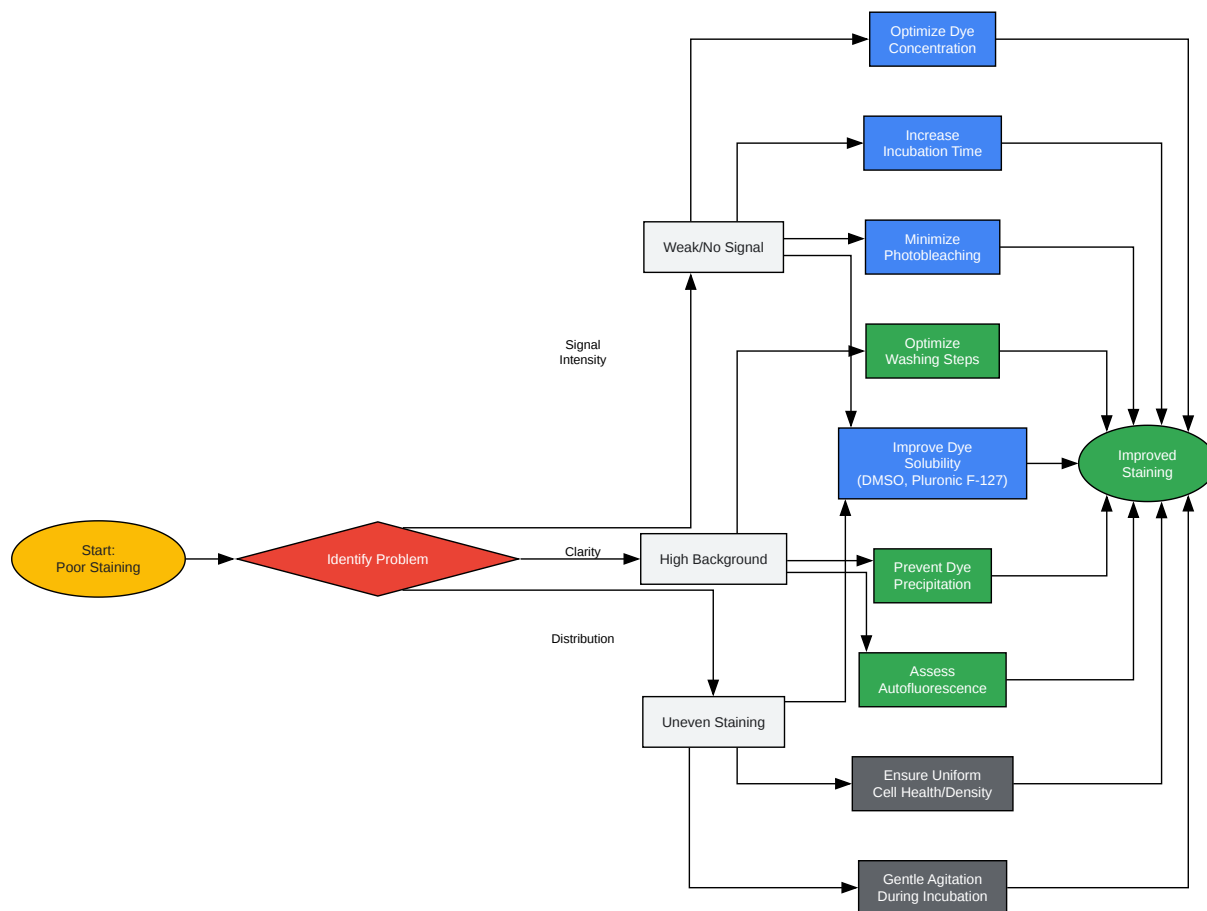 Start:
Poor Staining
Identify Problem
Signal
Intensity
Clarity
Distribution
Weak/No Signal
High Background
Uneven Staining
Optimize Dye
Concentration
Increase
Incubation Time
Minimize
Photobleaching
Optimize
Washing Steps
Improve Dye
Solubility
(DMSO, Pluronic F-127)
Prevent Dye
Precipitation
Assess
Autofluorescence
Ensure Uniform
Cell Health/Density
Gentle Agitation
During Incubation
Improved
Staining